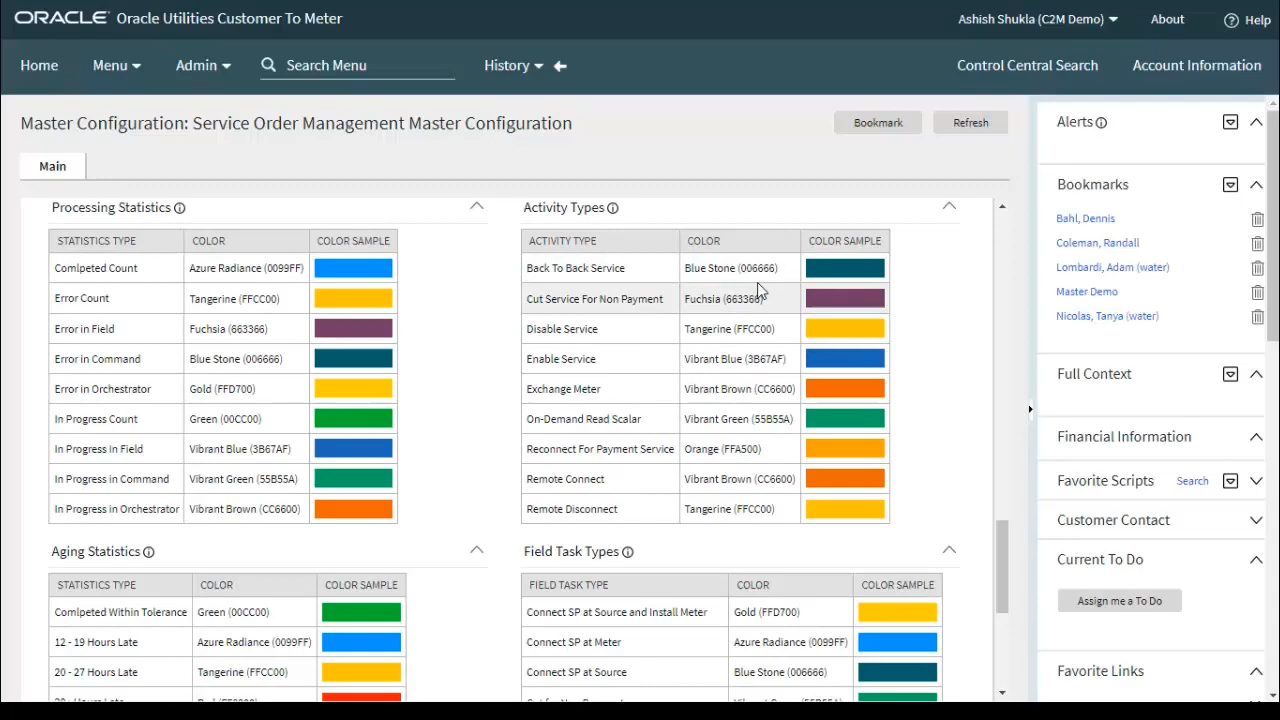 ORACLE® Oracle Utilities Customer To Meter
Ashish Shukla (C2M Demo) About Help
Home Menu Admin Search Menu History Control Central Search Account Information
Master Configuration: Service Order Management Master Configuration
Bookmark Refresh
Main
Processing Statistics
STATISTICS TYPE COLOR COLOR SAMPLE
Comlpeted Count Azure Radiance (0099FF)
Error Count Tangerine (FFCC00)
Error in Field Fuchsia (663366)
Error in Command Blue Stone (006666)
Error in Orchestrator Gold (FFD700)
In Progress Count Green (00CC00)
In Progress in Field Vibrant Blue (3B67AF)
In Progress in Command Vibrant Green (55B55A)
In Progress in Orchestrator Vibrant Brown (CC6600)
Activity Types
ACTIVITY TYPE COLOR COLOR SAMPLE
Back To Back Service Blue Stone (006666)
Cut Service For Non Payment Fuchsia (663366)
Disable Service Tangerine (FFCC00)
Enable Service Vibrant Blue (3B67AF)
Exchange Meter Vibrant Brown (CC6600)
On-Demand Read Scalar Vibrant Green (55B55A)
Reconnect For Payment Service Orange (FFA500)
Remote Connect Vibrant Brown (CC6600)
Remote Disconnect Tangerine (FFCC00)
Aging Statistics
STATISTICS TYPE COLOR COLOR SAMPLE
Comlpeted Within Tolerance Green (00CC00)
12 - 19 Hours Late Azure Radiance (0099FF)
20 - 27 Hours Late Tangerine (FFCC00)
Field Task Types
FIELD TASK TYPE COLOR COLOR SAMPLE
Connect SP at Source and Install Meter Gold (FFD700)
Connect SP at Meter Azure Radiance (0099FF)
Connect SP at Source Blue Stone (006666)
Alerts
Bookmarks
Bahl, Dennis
Coleman, Randall
Lombardi, Adam (water)
Master Demo
Nicolas, Tanya (water)
Full Context
Financial Information
Favorite Scripts Search
Customer Contact
Current To Do
Assign me a To Do
Favorite Links